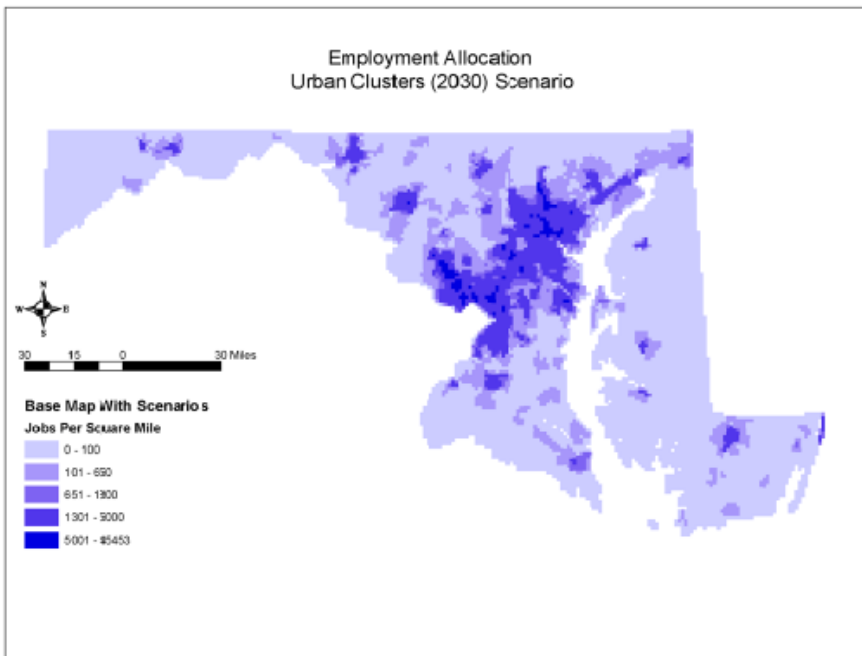 Employment Allocation
Urban Clusters (2030) Scenario
N
W E
S
30 15 0 30 Miles
Base Map With Scenarios
Jobs Per Square Mile
0 - 100
101 - 650
651 - 1300
1301 - 5000
5001 -